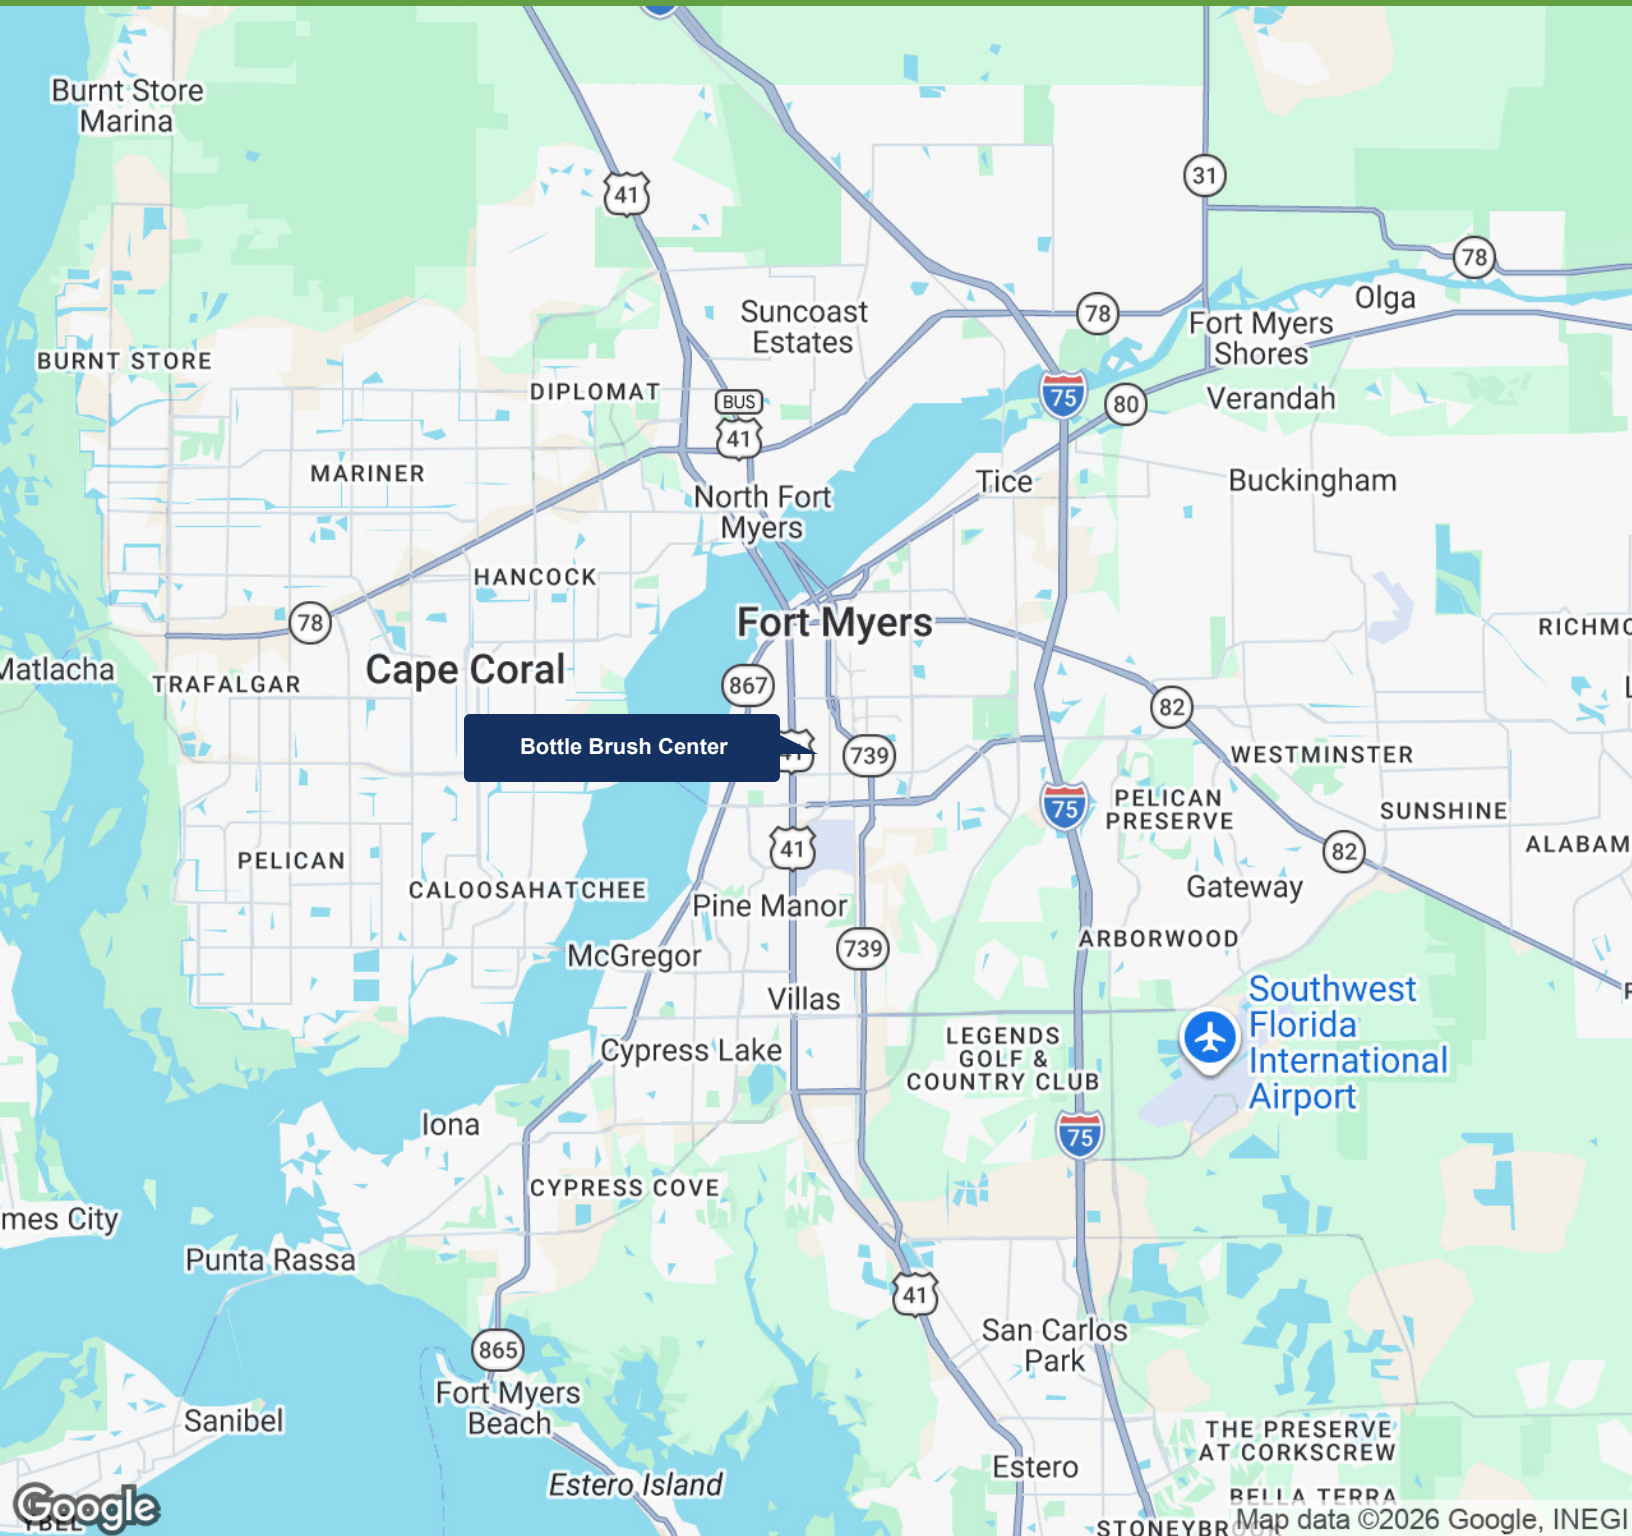 Burnt Store
Marina
41
31
78
Suncoast
Estates
78
Olga
Fort Myers
Shores
BURNT STORE
DIPLOMAT
BUS
41
75
80
Verandah
MARINER
Tice
Buckingham
North Fort
Myers
HANCOCK
78
Fort Myers
RICHMO
Matlacha
TRAFALGAR
Cape Coral
867
82
Bottle Brush Center
41
739
WESTMINSTER
75
PELICAN
PRESERVE
SUNSHINE
41
82
ALABAM
PELICAN
CALOOSAHATCHEE
Pine Manor
Gateway
McGregor
739
ARBORWOOD
Villas
Southwest
Florida
International
Airport
Cypress Lake
LEGENDS
GOLF &
COUNTRY CLUB
Iona
75
CYPRESS COVE
mes City
Punta Rassa
41
San Carlos
Park
865
Fort Myers
Beach
Sanibel
THE PRESERVE
AT CORKSCREW
Estero
Estero Island
BELLA TERRA
Google
Map data ©2026 Google, INEGI
STONEYBR